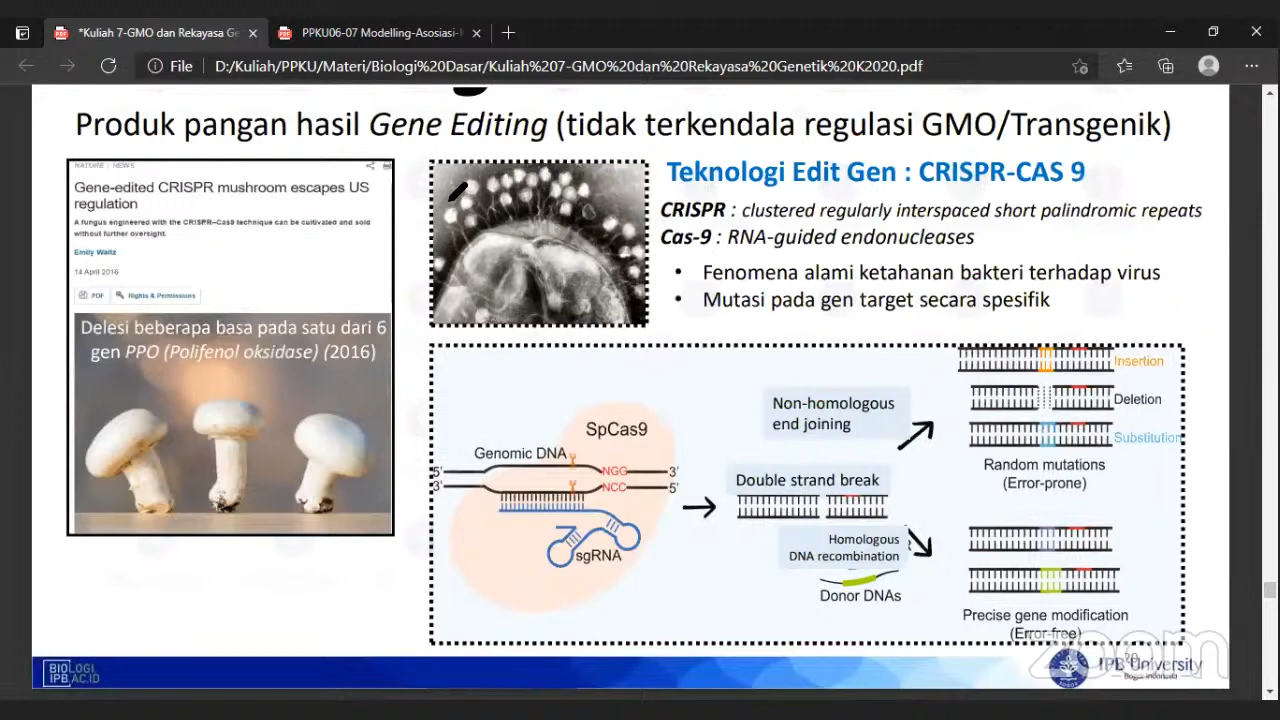 *Kuliah 7-GMO dan Rekayasa Ge
PPKU06-07 Modelling-Asosiasi-
File
D:/Kuliah/PPKU/Materi/Biologi%20Dasar/Kuliah%207-GMO%20dan%20Rekayasa%20Genetik%20K2020.pdf
Produk pangan hasil Gene Editing (tidak terkendala regulasi GMO/Transgenik)
NATURE | NEWS
Gene-edited CRISPR mushroom escapes US
regulation
A fungus engineered with the CRISPR–Cas9 technique can be cultivated and sold
without further oversight.
Emily Waltz
14 April 2016
PDF
Rights & Permissions
Delesi beberapa basa pada satu dari 6
gen PPO (Polifenol oksidase) (2016)
Teknologi Edit Gen : CRISPR-CAS 9
CRISPR : clustered regularly interspaced short palindromic repeats
Cas-9 : RNA-guided endonucleases
• Fenomena alami ketahanan bakteri terhadap virus
• Mutasi pada gen target secara spesifik
SpCas9
Genomic DNA
5' NGG 3'
3' NCC 5'
sgRNA
Non-homologous
end joining
Double strand break
Homologous
DNA recombination
Donor DNAs
Insertion
Deletion
Substitution
Random mutations
(Error-prone)
Precise gene modification
(Error-free)
zoom
BIOLOGI
IPB.AC.ID
IPB University
Bogor Indonesia